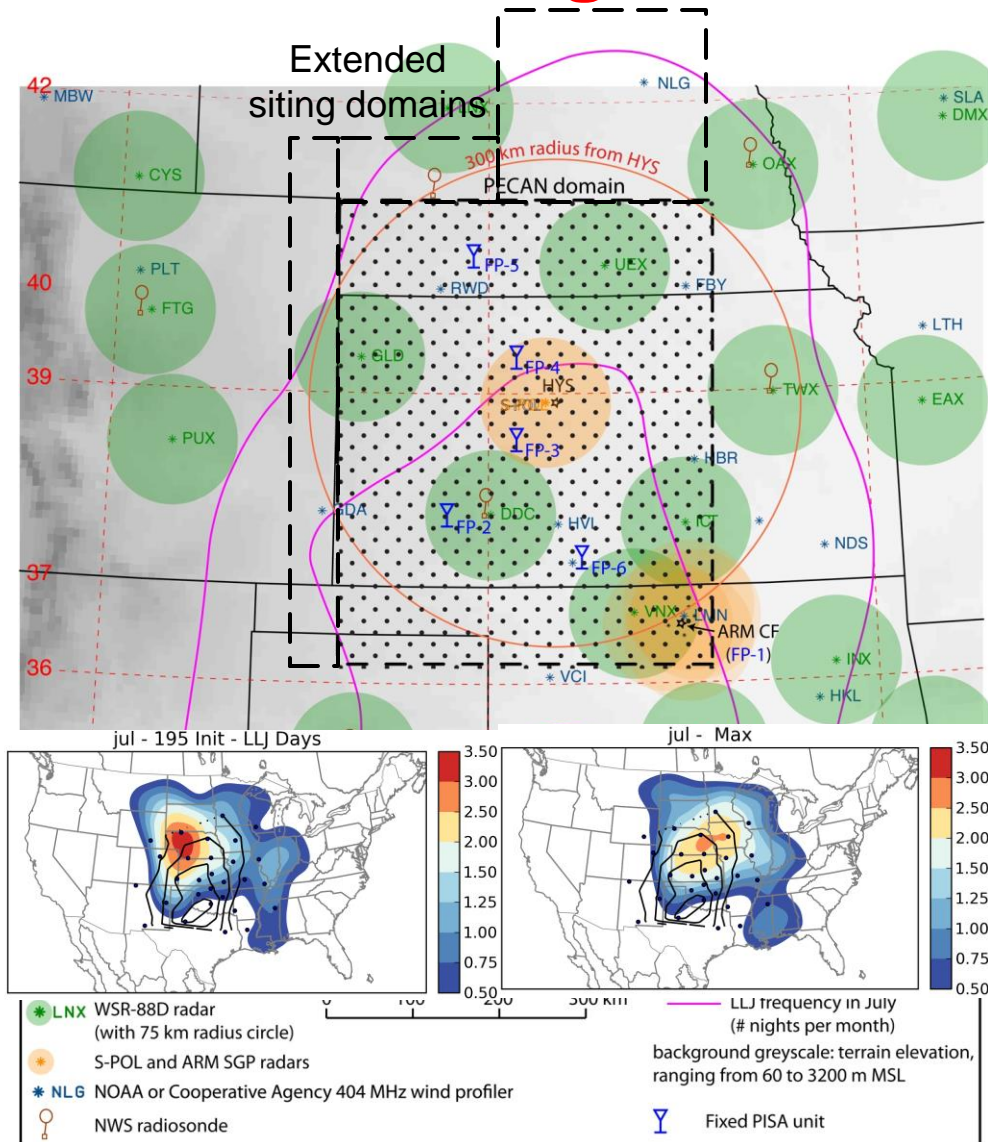 Extended
siting domains
42
MBW
NLG
SLA
DMX
300 km radius from HYS
OAX
CYS
PECAN domain
FP-5
UEX
PLT
40
RWD
FBY
FTG
LTH
GLD
FP-4
39
HYS
TWX
EAX
PUX
FP-3
HBR
GDA
DDC
FP-2
HVL
ICT
NDS
FP-6
37
VNX
LMN
ARM CF
(FP-1)
INX
36
VCI
HKL
jul - 195 Init - LLJ Days
jul - Max
3.50
3.00
2.50
2.00
1.50
1.00
0.75
0.50
3.50
3.00
2.50
2.00
1.50
1.00
0.75
0.50
0 100 200 300 km
LNX WSR-88D radar
(with 75 km radius circle)
S-POL and ARM SGP radars
NLG NOAA or Cooperative Agency 404 MHz wind profiler
NWS radiosonde
LLJ frequency in July
(# nights per month)
background greyscale: terrain elevation,
ranging from 60 to 3200 m MSL
Fixed PISA unit